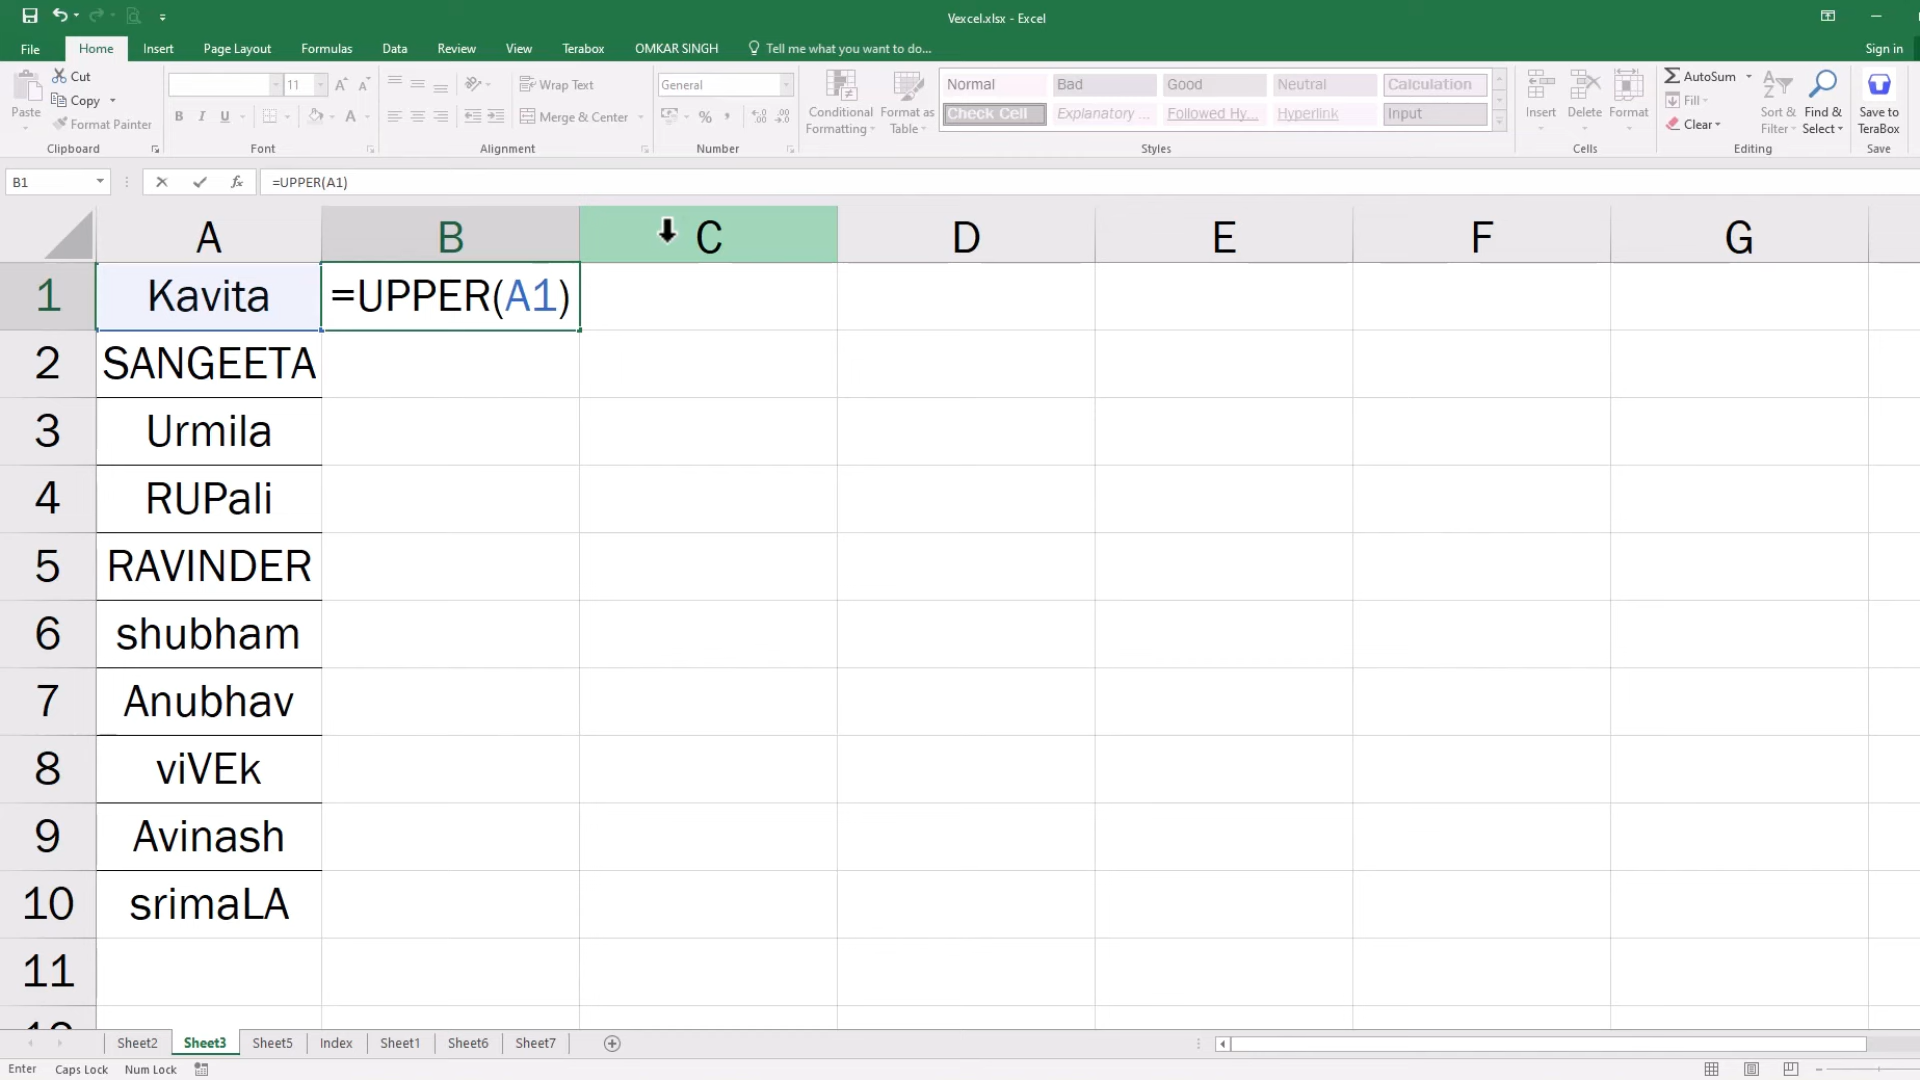 Vexcel.xlsx - Excel
File Home Insert Page Layout Formulas Data Review View Terabox OMKAR SINGH Tell me what you want to do... Sign in
Paste
Cut
Copy
Format Painter
Clipboard
11 A A
B I U A
Font
Wrap Text
Merge & Center
Alignment
General
% ,
Number
Conditional Formatting
Format as Table
Normal Bad Good Neutral Calculation
Check Cell Explanatory ... Followed Hy... Hyperlink Input
Styles
Insert Delete Format
Cells
AutoSum
Fill
Clear
Sort & Filter
Find & Select
Editing
Save to TeraBox
Save
B1 fx =UPPER(A1)
A B C D E F G
1 Kavita =UPPER(A1)
2 SANGEETA
3 Urmila
4 RUPali
5 RAVINDER
6 shubham
7 Anubhav
8 viVEk
9 Avinash
10 srimaLA
11
Sheet2 Sheet3 Sheet5 Index Sheet1 Sheet6 Sheet7
Enter Caps Lock Num Lock